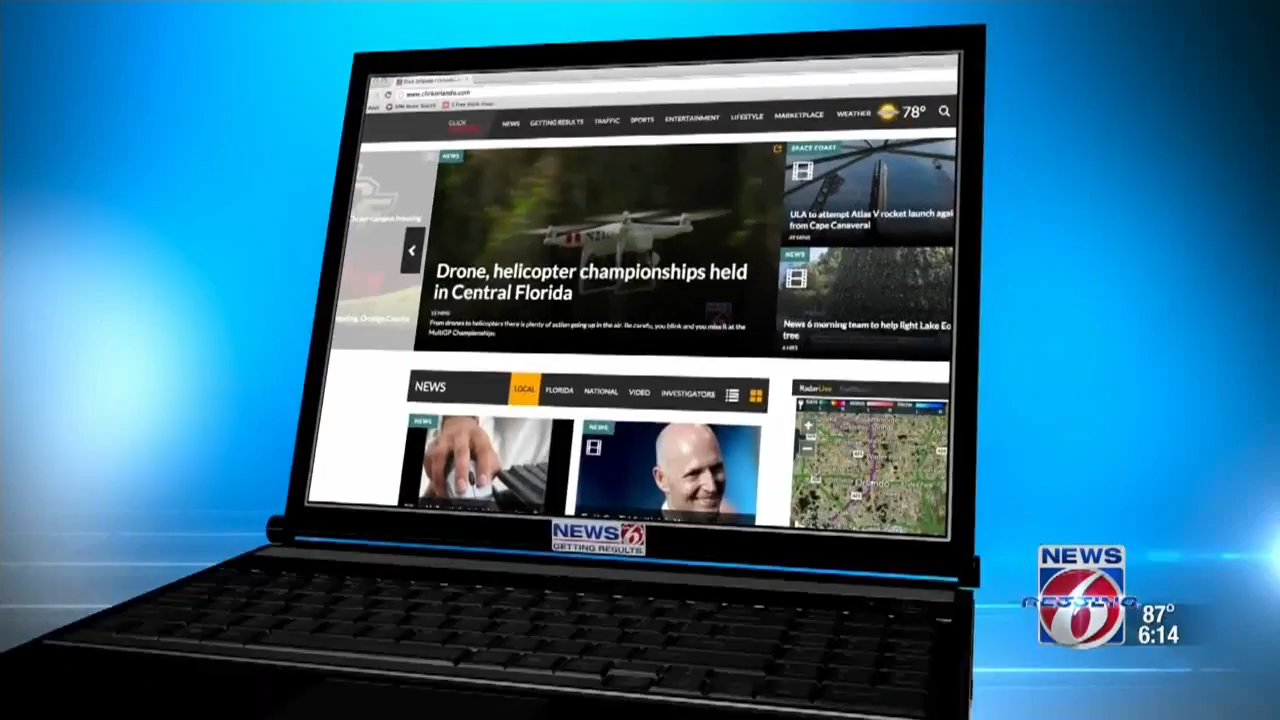 www.clickorlando.com
CLICK
NEWS
GETTING RESULTS
TRAFFIC
SPORTS
ENTERTAINMENT
LIFESTYLE
MARKETPLACE
WEATHER
78°
NEWS
Drone, helicopter championships held
in Central Florida
From drones to helicopters there is plenty of action going up in the air. Be careful, you blink and you miss it at the
MultiGP Championships.
SPACE COAST
ULA to attempt Atlas V rocket launch agai
from Cape Canaveral
NEWS
News 6 morning team to help light Lake Eo
tree
NEWS
LOCAL
FLORIDA
NATIONAL
VIDEO
INVESTIGATORS
NEWS
NEWS
RadarLive
Orlando
NEWS 6
GETTING RESULTS
NEWS
6
87°
6:14